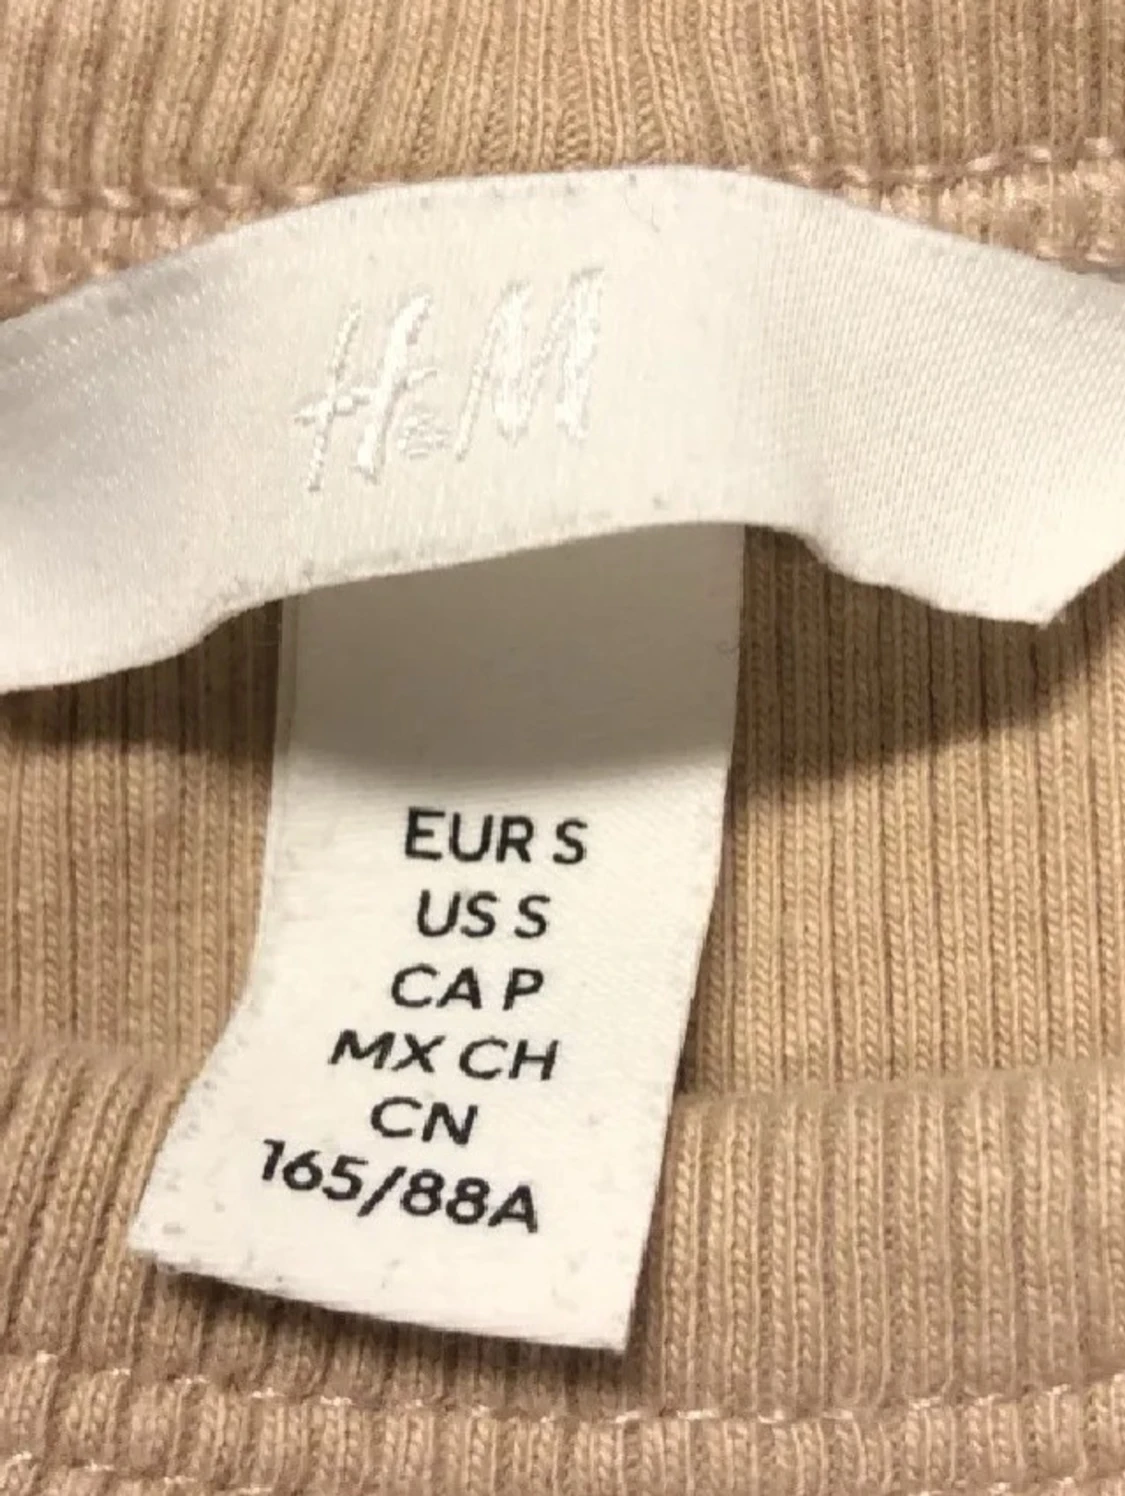 H&M
EUR S
US S
CA P
MX CH
CN
165/88A